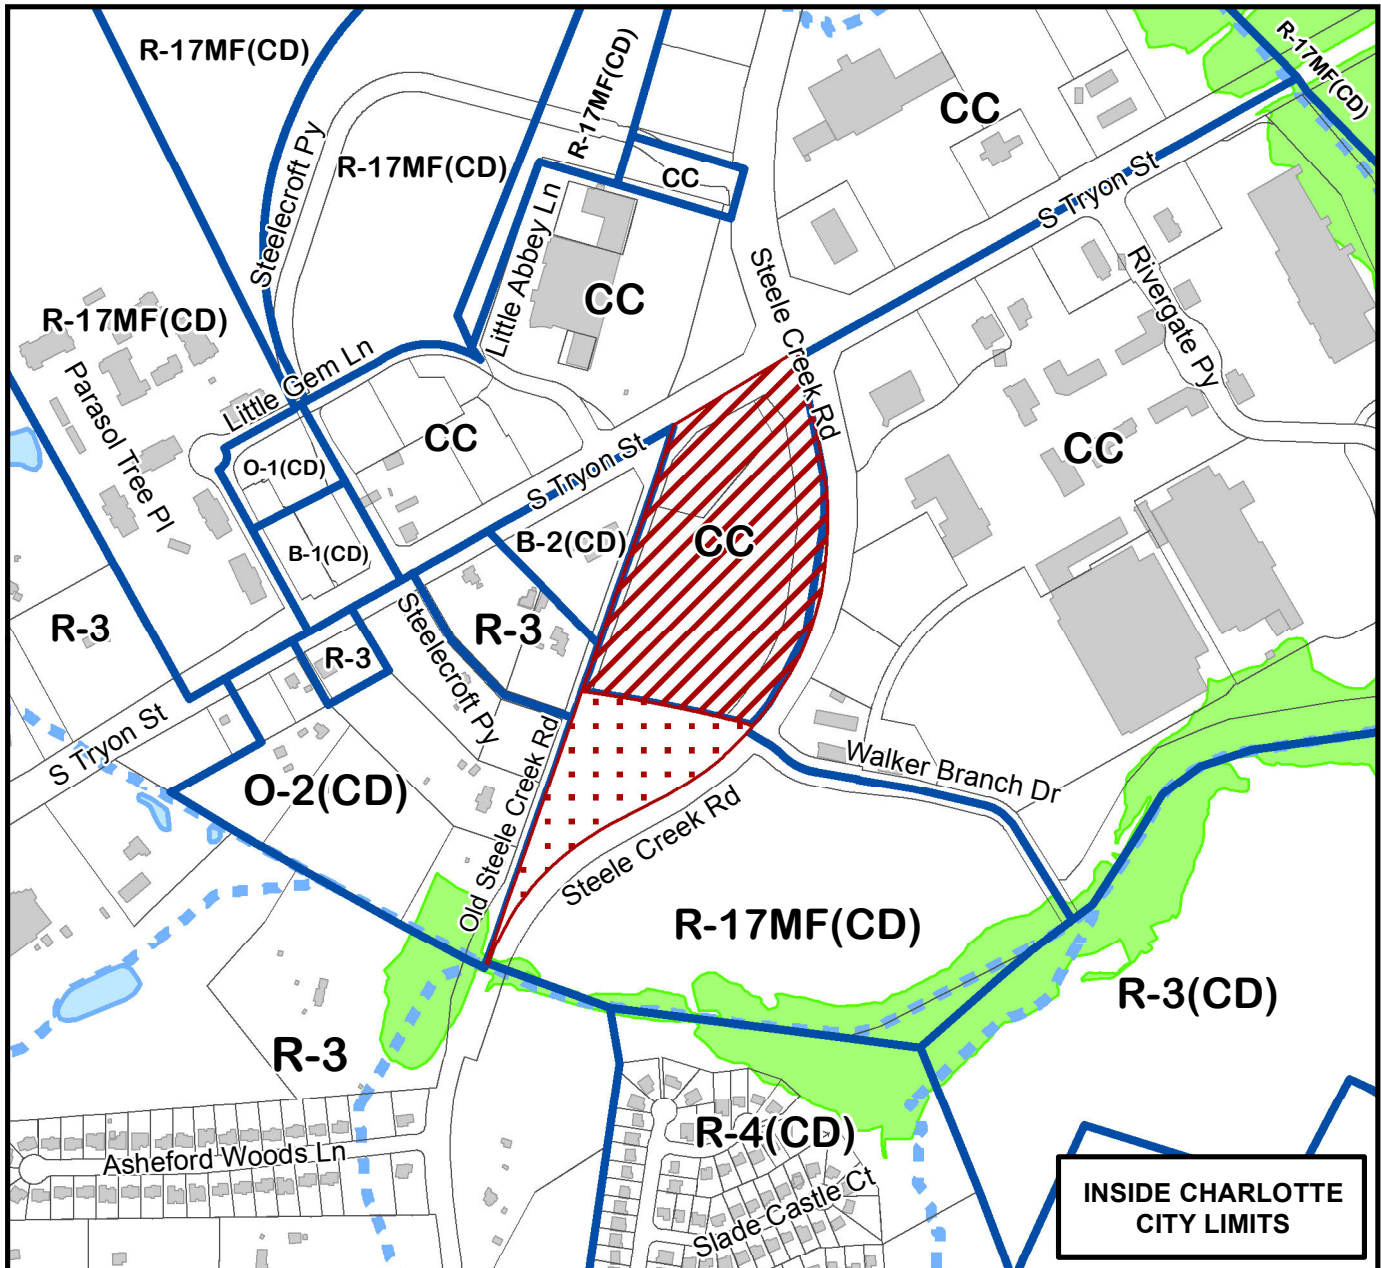 R-17MF(CD)
R-17MF(CD)
R-17MF(CD)
CC
Steelecroft Py
R-17MF(CD)
CC
S Tryon St
Little Abbey Ln
CC
Steele Creek Rd
Rivergate Py
R-17MF(CD)
Parasol Tree Pl
Little Gem Ln
CC
CC
O-1(CD)
S Tryon St
B-1(CD)
B-2(CD)
CC
R-3
R-3
R-3
Steelecroft Py
S Tryon St
O-2(CD)
Old Steele Creek Rd
Walker Branch Dr
Steele Creek Rd
R-17MF(CD)
R-3(CD)
R-3
R-4(CD)
Asheford Woods Ln
Slade Castle Ct
INSIDE CHARLOTTE
CITY LIMITS